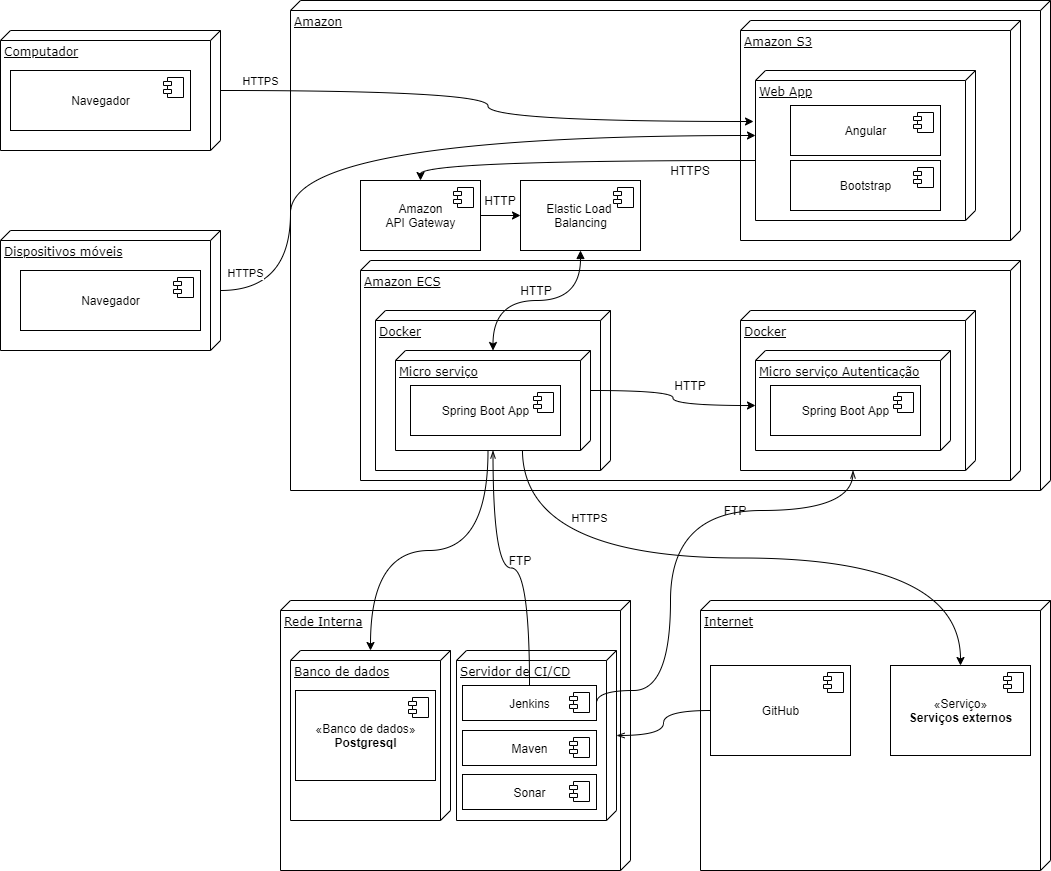 Amazon
Computador
Navegador
HTTPS
Amazon S3
Web App
Angular
Bootstrap
HTTPS
Dispositivos móveis
Navegador
HTTPS
Amazon
API Gateway
HTTP
Elastic Load
Balancing
Amazon ECS
HTTP
Docker
Micro serviço
Spring Boot App
HTTP
Docker
Micro serviço Autenticação
Spring Boot App
HTTPS
FTP
FTP
Rede Interna
Banco de dados
«Banco de dados»
Postgresql
Servidor de CI/CD
Jenkins
Maven
Sonar
Internet
GitHub
«Serviço»
Serviços externos